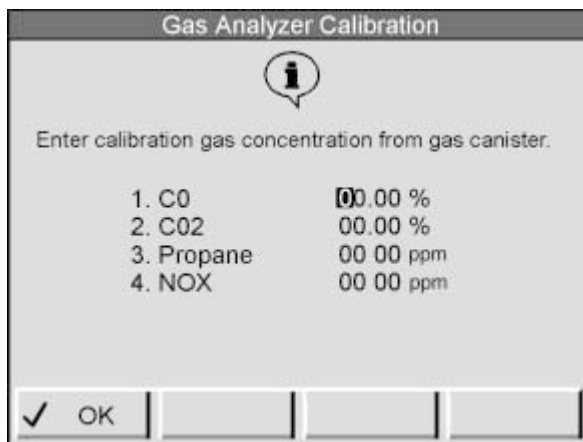 Gas Analyzer Calibration
Enter calibration gas concentration from gas canister.
1. C0 00.00 %
2. C02 00.00 %
3. Propane 00 00 ppm
4. NOX 00 00 ppm
OK